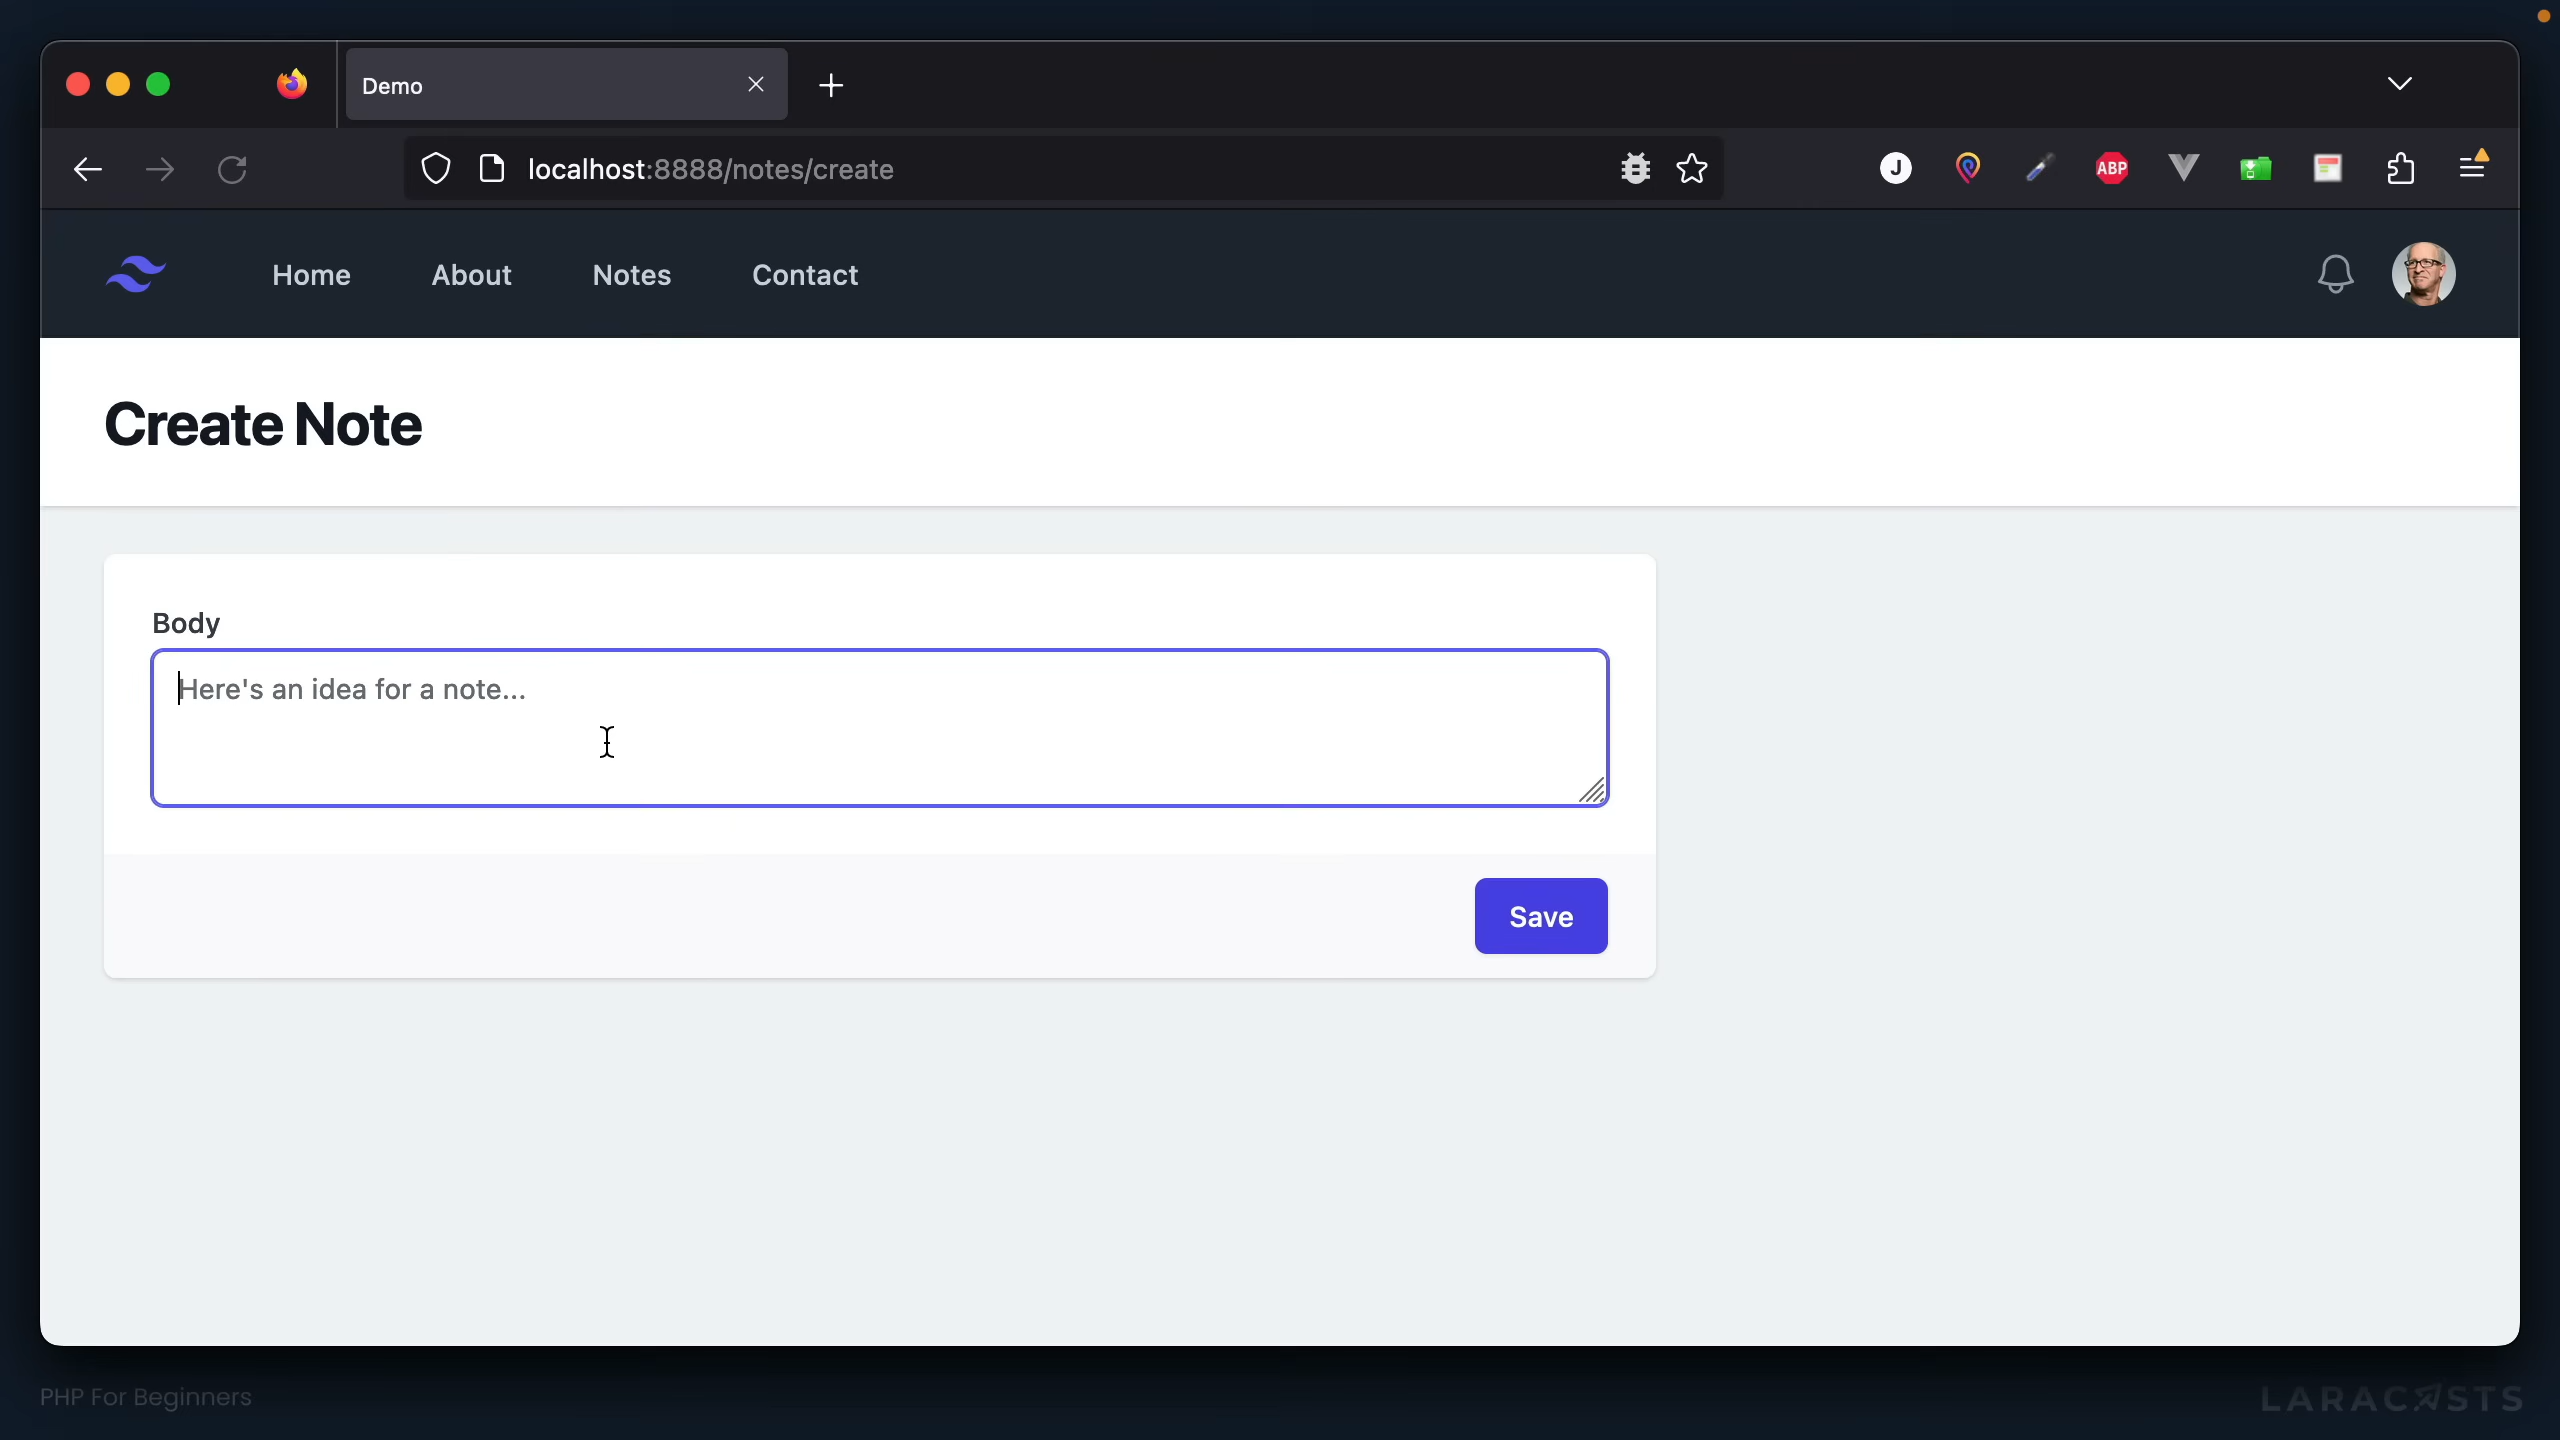 Demo
localhost:8888/notes/create
J
ABP
Home About Notes Contact
Create Note
Body
Here's an idea for a note...
Save
PHP For Beginners
LARACASTS